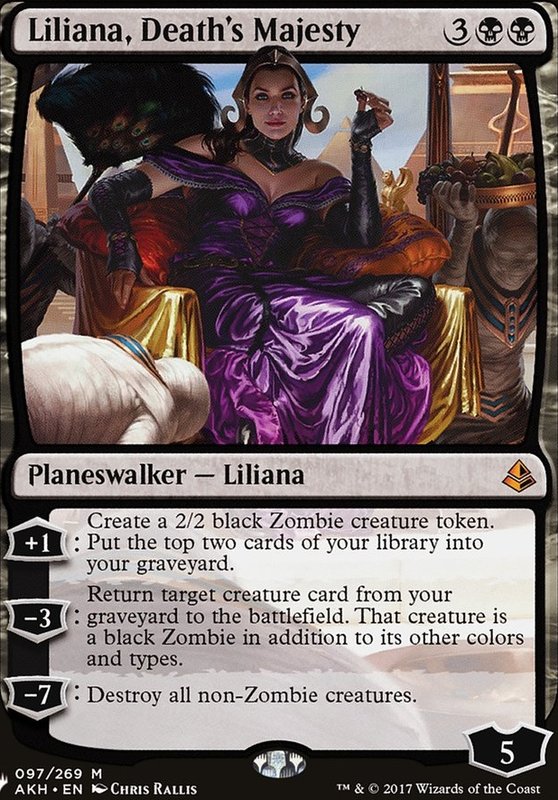 Liliana, Death's Majesty 3
Planeswalker — Liliana
Create a 2/2 black Zombie creature token.
+1: Put the top two cards of your library into
your graveyard.
Return target creature card from your
−3: graveyard to the battlefield. That creature is
a black Zombie in addition to its other colors
and types.
−7: Destroy all non-Zombie creatures.
5
097/269 M
AKH • EN Chris Rallis
™ & © 2017 Wizards of the Coast